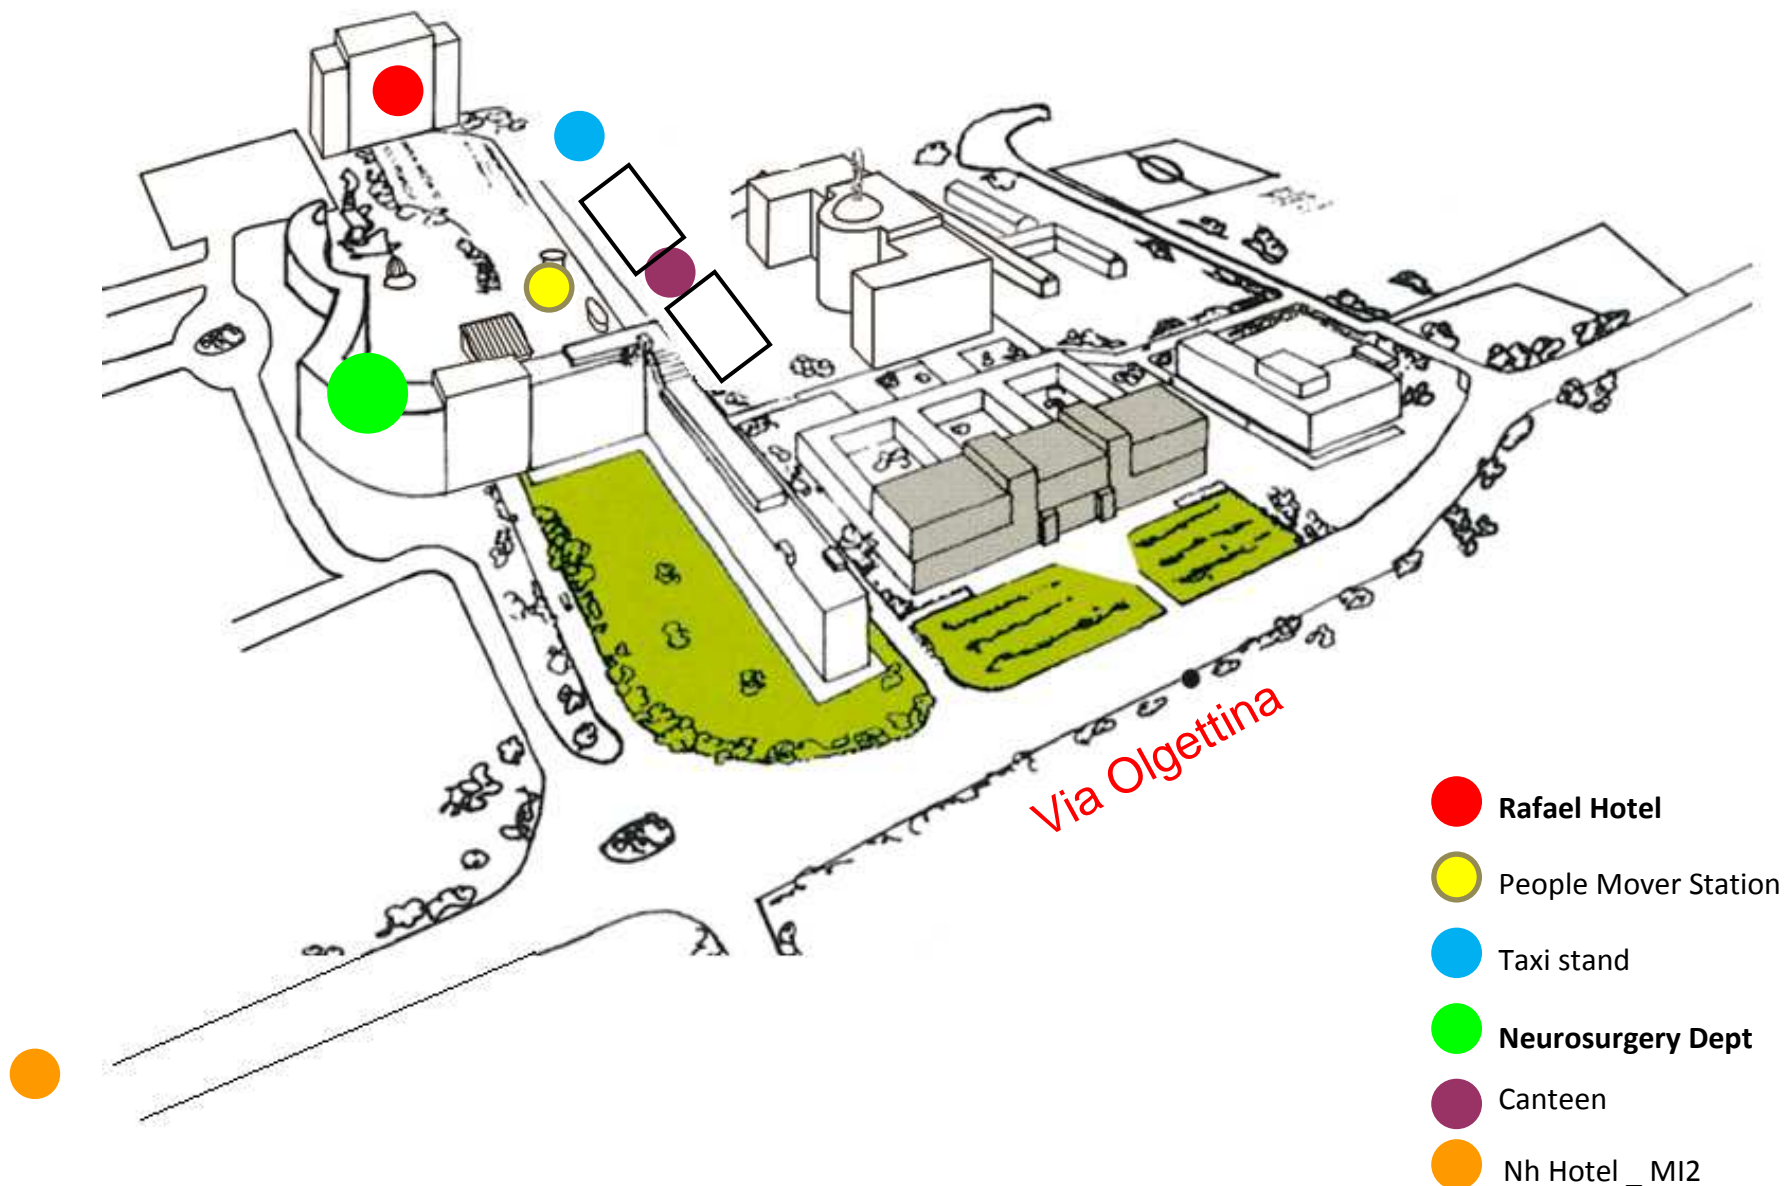 Via Olgettina
Rafael Hotel
People Mover Station
Taxi stand
Neurosurgery Dept
Canteen
Nh Hotel _ MI2